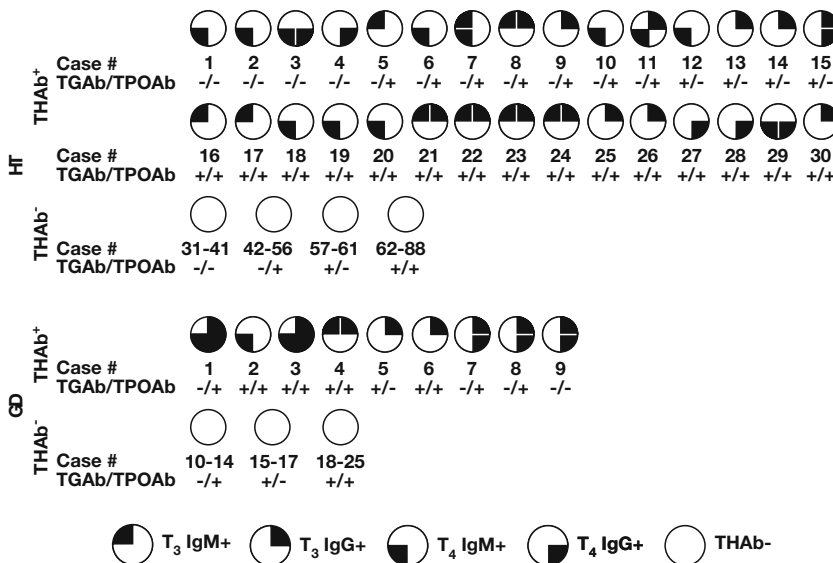 HT
THAb+
Case # 1 2 3 4 5 6 7 8 9 10 11 12 13 14 15
TGAb/TPOAb -/- -/- -/- -/- -/+ -/+ -/+ -/+ -/+ -/+ -/+ +/- +/- +/- +/-
Case # 16 17 18 19 20 21 22 23 24 25 26 27 28 29 30
TGAb/TPOAb +/+ +/+ +/+ +/+ +/+ +/+ +/+ +/+ +/+ +/+ +/+ +/+ +/+ +/+ +/+
THAb-
Case # 31-41 42-56 57-61 62-88
TGAb/TPOAb -/- -/+ +/- +/+
GD
THAb+
Case # 1 2 3 4 5 6 7 8 9
TGAb/TPOAb -/+ +/+ +/+ +/+ +/- +/+ -/+ -/+ -/-
THAb-
Case # 10-14 15-17 18-25
TGAb/TPOAb -/+ +/- +/+
T3 IgM+ T3 IgG+ T4 IgM+ T4 IgG+ THAb-